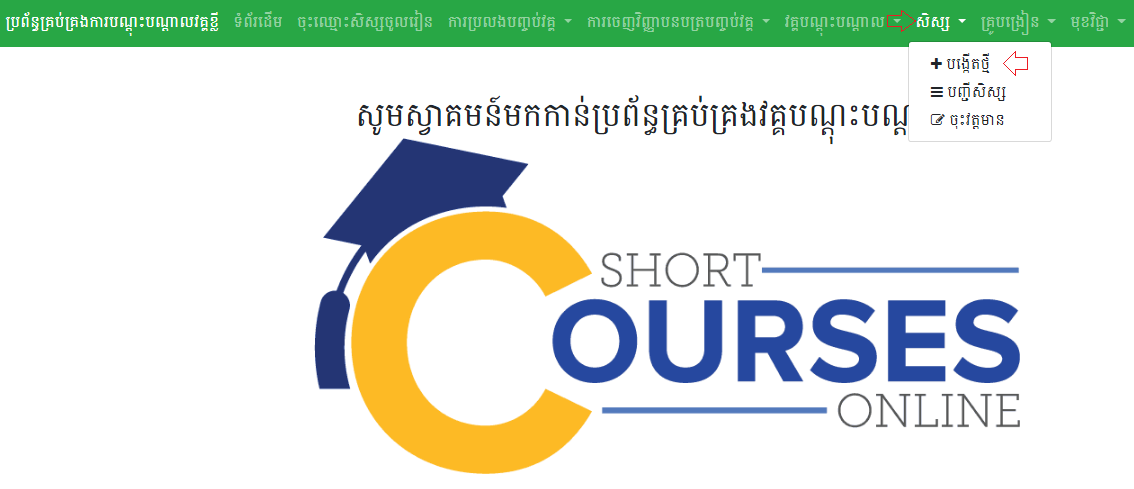 ប្រព័ន្ធគ្រប់គ្រងការបណ្តុះបណ្តាលវគ្គខ្លី ទំព័រដើម ចុះឈ្មោះសិស្សចូលរៀន ការប្រលងបញ្ចប់វគ្គ ការចេញវិញ្ញាបនបត្របញ្ចប់វគ្គ វគ្គបណ្តុះបណ្តាល សិស្ស គ្រូបង្រៀន មុខវិជ្ជា
បង្កើតថ្មី
បញ្ជីសិស្ស
ចុះវត្តមាន
សូមស្វាគមន៍មកកាន់ប្រព័ន្ធគ្រប់គ្រងវគ្គបណ្តុះបណ្ត
SHORT
COURSES
ONLINE